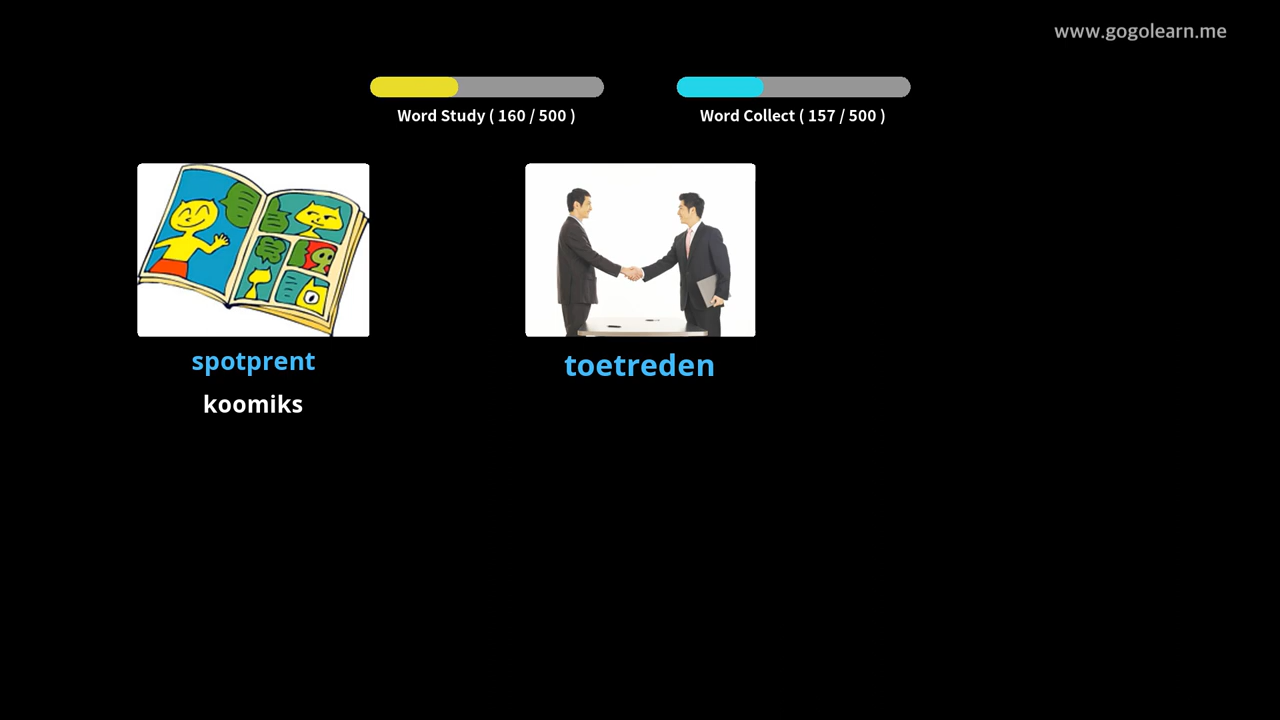 www.gogolearn.me
Word Study ( 160 / 500 )
Word Collect ( 157 / 500 )
spotprent
koomiks
toetreden